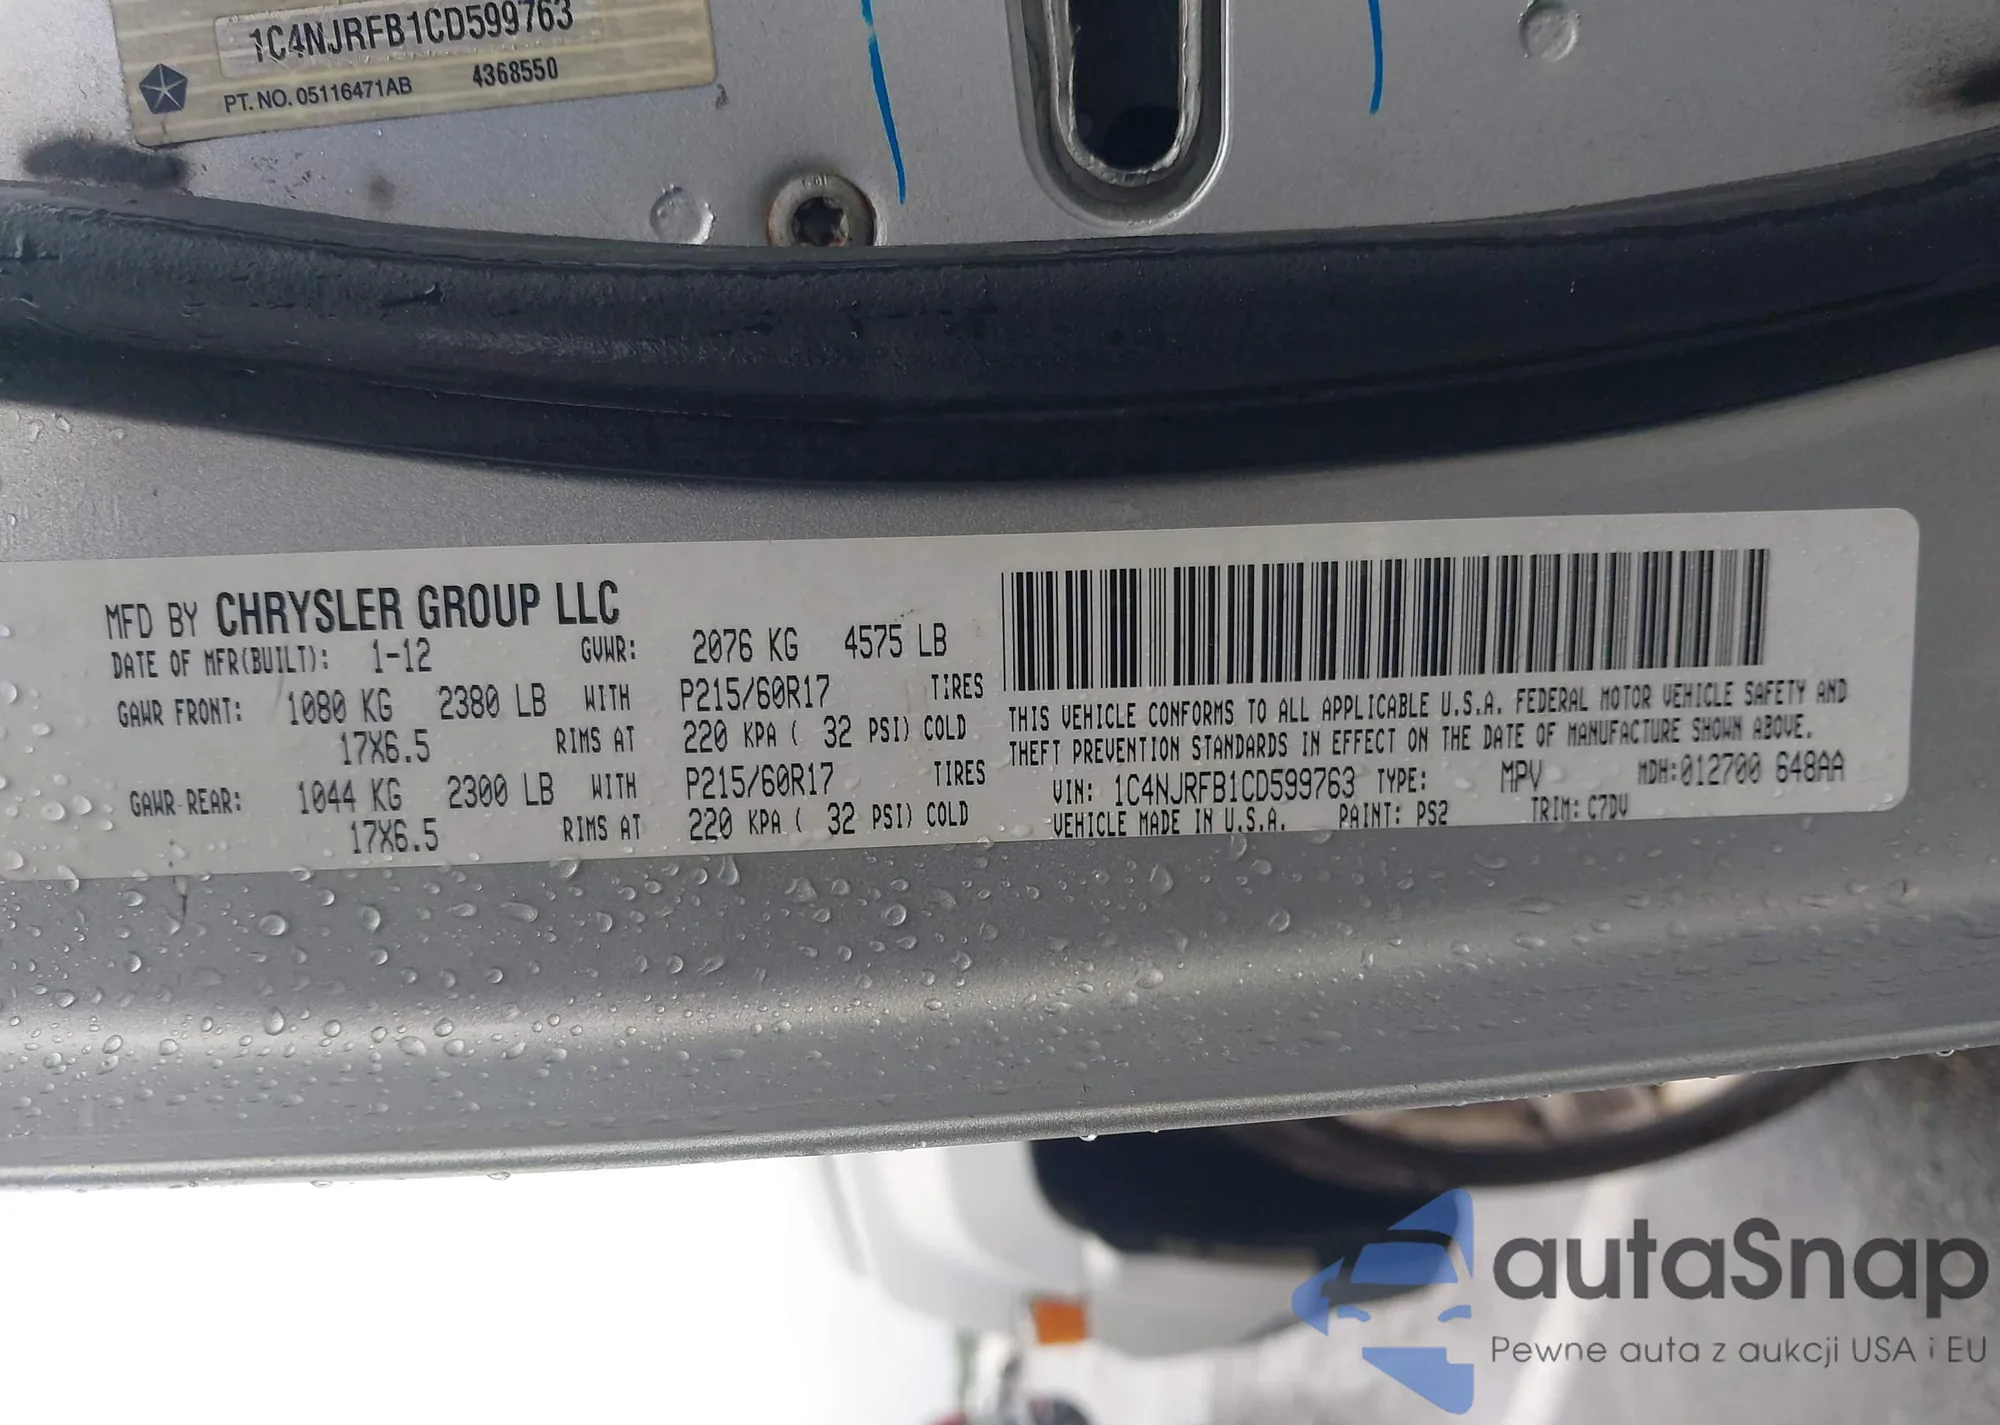 1C4NJRFB1CD599763
PT. NO. 05116471AB 4368550
MFD BY CHRYSLER GROUP LLC
DATE OF MFR(BUILT): 1-12 GVWR: 2076 KG 4575 LB
GAWR FRONT: 1080 KG 2380 LB WITH P215/60R17 TIRES
17X6.5 RIMS AT 220 KPA ( 32 PSI) COLD
GAWR REAR: 1044 KG 2300 LB WITH P215/60R17 TIRES
17X6.5 RIMS AT 220 KPA ( 32 PSI) COLD
THIS VEHICLE CONFORMS TO ALL APPLICABLE U.S.A. FEDERAL MOTOR VEHICLE SAFETY AND
THEFT PREVENTION STANDARDS IN EFFECT ON THE DATE OF MANUFACTURE SHOWN ABOVE.
VIN: 1C4NJRFB1CD599763 TYPE: MPV MDH:012700 648AA
VEHICLE MADE IN U.S.A. PAINT: PS2 TRIM: C7DV
autaSnap
Pewne auta z aukcji USA i EU